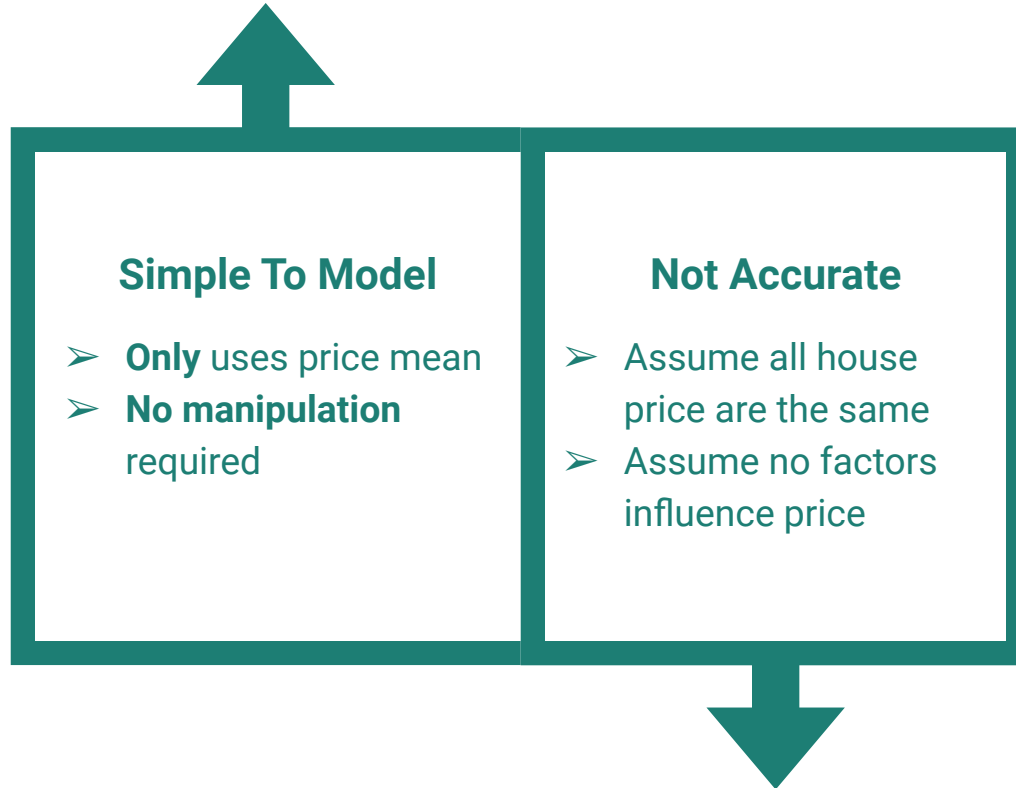 Simple To Model
➢ Only uses price mean
➢ No manipulation
required
Not Accurate
➢ Assume all house
price are the same
➢ Assume no factors
influence price